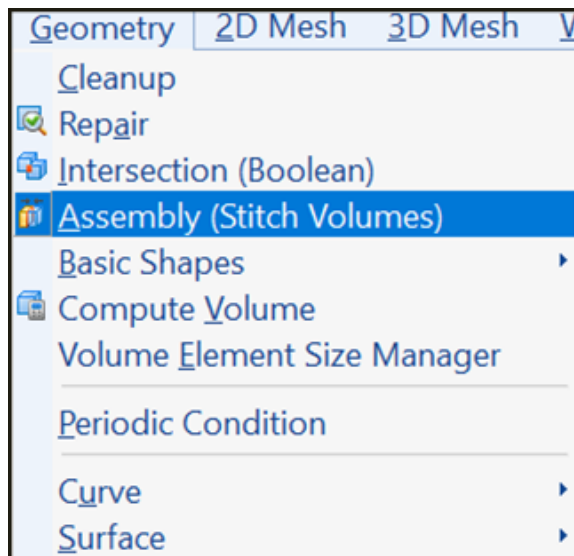 Geometry 2D Mesh 3D Mesh
Cleanup
Repair
Intersection (Boolean)
Assembly (Stitch Volumes)
Basic Shapes
Compute Volume
Volume Element Size Manager
Periodic Condition
Curve
Surface